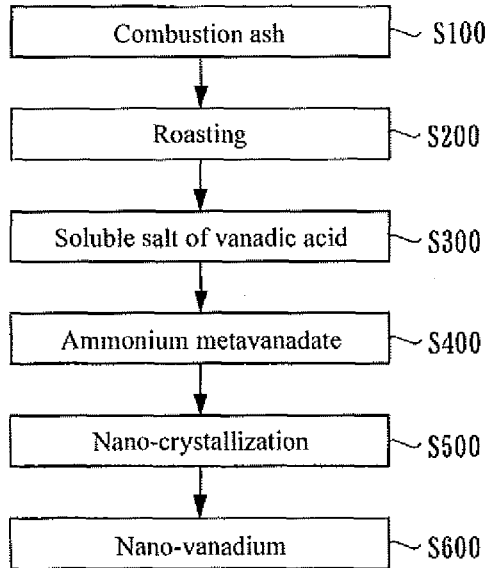 Combustion ash S100
Roasting S200
Soluble salt of vanadic acid S300
Ammonium metavanadate S400
Nano-crystallization S500
Nano-vanadium S600